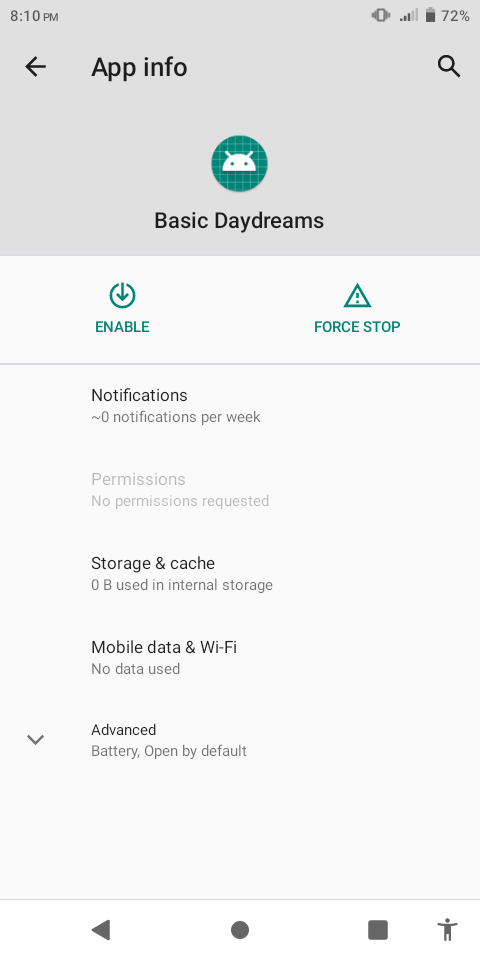 8:10 PM
72%
App info
Basic Daydreams
ENABLE
FORCE STOP
Notifications
~0 notifications per week
Permissions
No permissions requested
Storage & cache
0 B used in internal storage
Mobile data & Wi-Fi
No data used
Advanced
Battery, Open by default